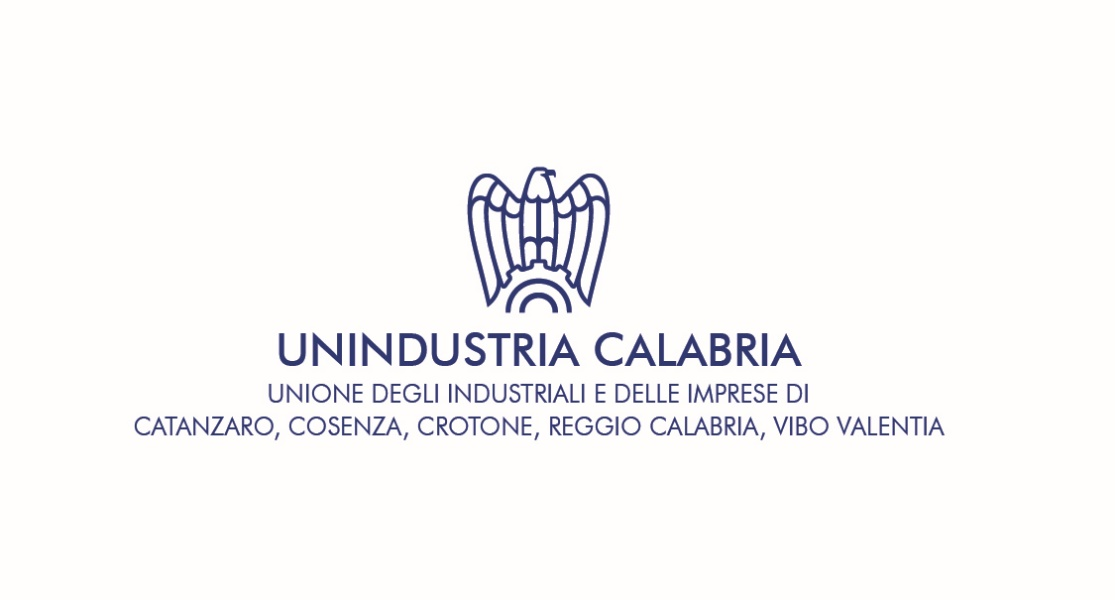 UNINDUSTRIA CALABRIA
UNIONE DEGLI INDUSTRIALI E DELLE IMPRESE DI
CATANZARO, COSENZA, CROTONE, REGGIO CALABRIA, VIBO VALENTIA